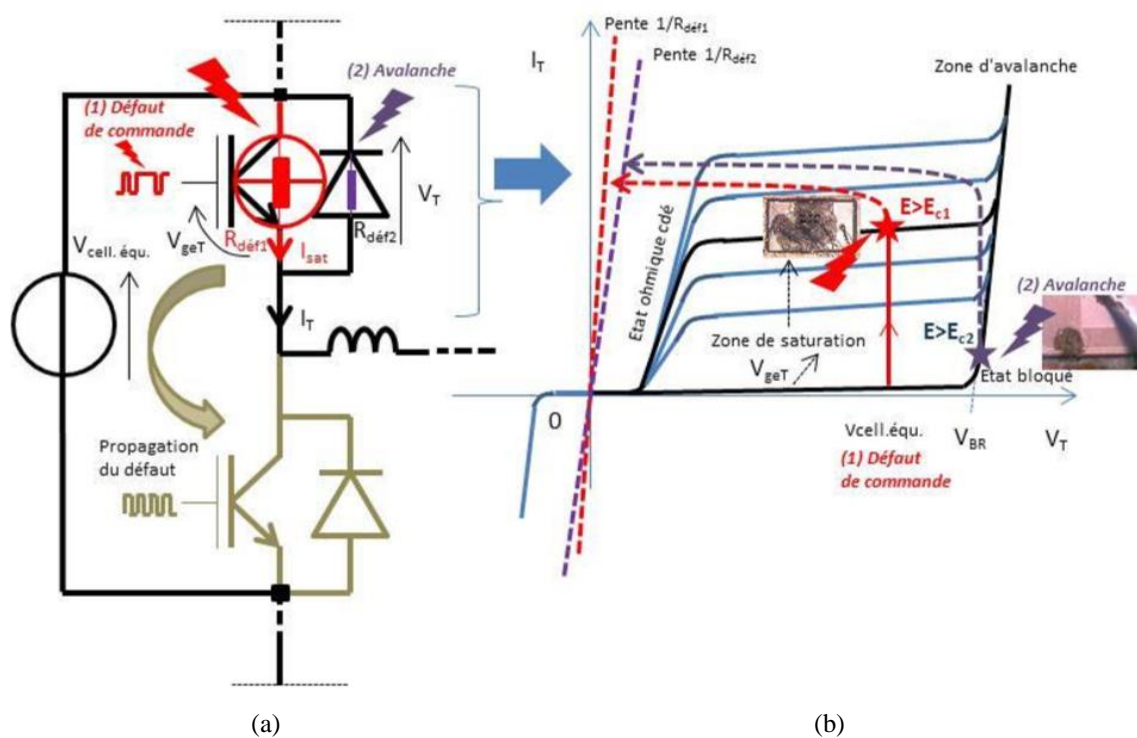 (2) Avalanche
(1) Défaut
de commande
V_T
R_déf1
R_déf2
V_geT
V_cell. équ.
I_sat
I_T
Propagation
du défaut
(a)
Pente 1/R_déf1
Pente 1/R_déf2
I_T
Zone d'avalanche
Etat ohmique cdé
E>E_c1
(2) Avalanche
Zone de saturation
E>E_c2
V_geT
Etat bloqué
0
Vcell.équ.
V_BR
V_T
(1) Défaut
de commande
(b)